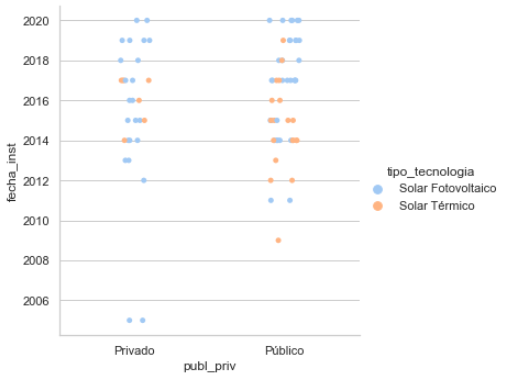 2020
2018
2016
2014
2012
2010
2008
2006
fecha_inst
Privado
Público
publ_priv
tipo_tecnologia
Solar Fotovoltaico
Solar Térmico